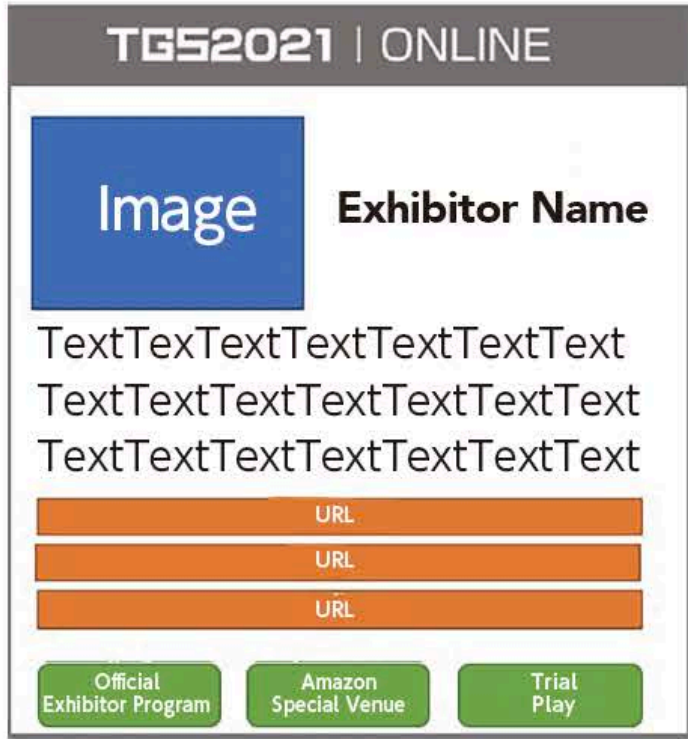 TGS2021 | ONLINE
Image
Exhibitor Name
TextTexTextTextTextTextText
TextTextTextTextTextTextText
TextTextTextTextTextTextText
URL
URL
URL
Official
Exhibitor Program
Amazon
Special Venue
Trial
Play